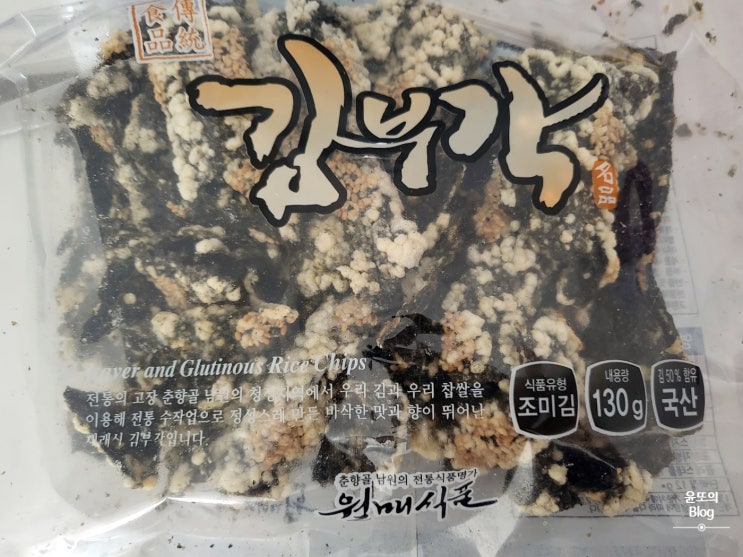 傳統
食品
김부각
Laver and Glutinous Rice Chips
전통의 고장 춘향골 남원의 청정지역에서 우리 김과 우리 찹쌀을
이용해 전통 수작업으로 정성스레 만든 바삭한 맛과 향이 뛰어난
재래식 김부각입니다.
식품유형
조미김
내용량
130g
김 50% 함유
국산
춘향골 남원의 전통식품명가
원매식품
윤또의
Blog